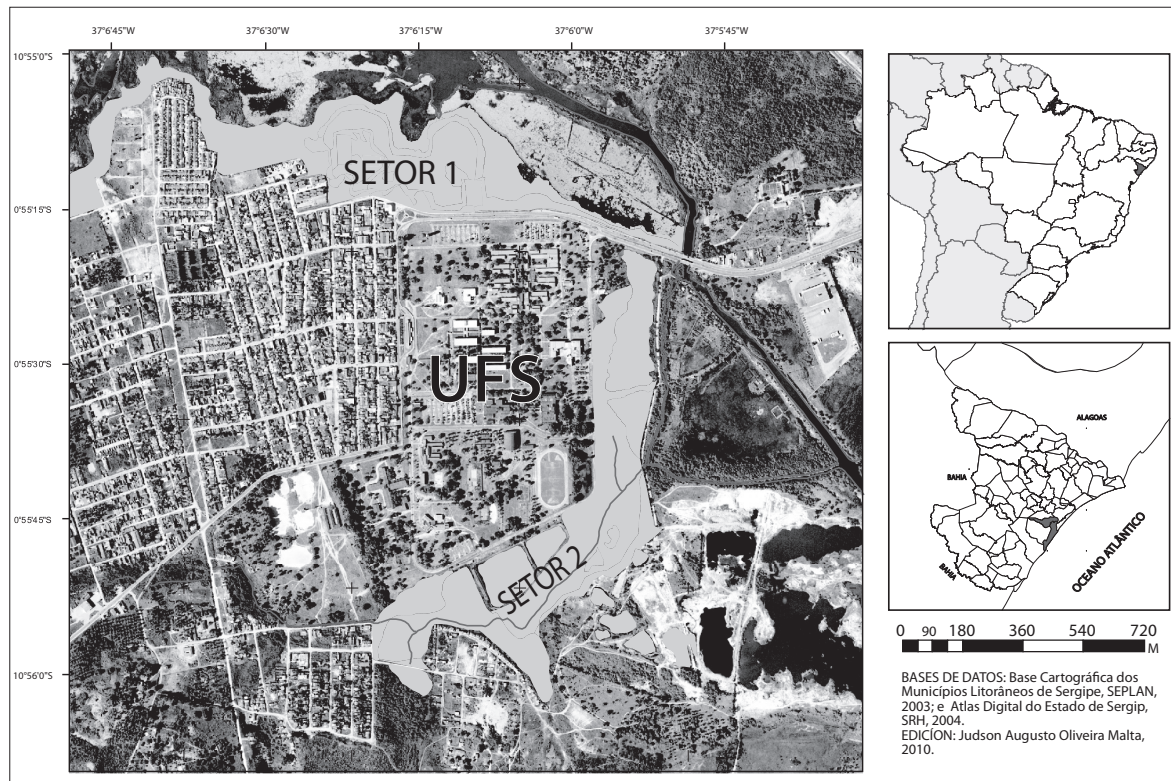 37°6'45"W
37°6'30"W
37°6'15"W
37°6'0"W
37°5'45"W
10°55'0"S
0°55'15"S
0°55'30"S
0°55'45"S
10°56'0"S
SETOR 1
UFS
SETOR 2
ALAGOAS
BAHIA
BAHIA
OCEANO ATLÂNTICO
0 90 180 360 540 720
M
BASES DE DATOS: Base Cartográfica dos
Municípios Litorâneos de Sergipe, SEPLAN,
2003; e Atlas Digital do Estado de Sergip,
SRH, 2004.
EDICÍON: Judson Augusto Oliveira Malta,
2010.